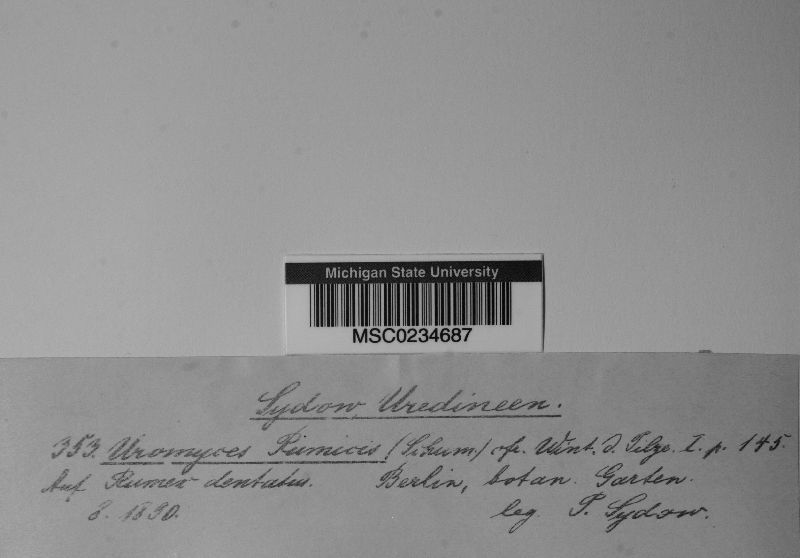 Michigan State University
MSC0234687
Sydow, Uredineen.
353. Uromyces Rumicis (Schum.) cfr. Wint. d. Pilze. I. p. 145.
Auf Rumex dentatus. Berlin, botan. Garten.
8. 1890. leg. P. Sydow.